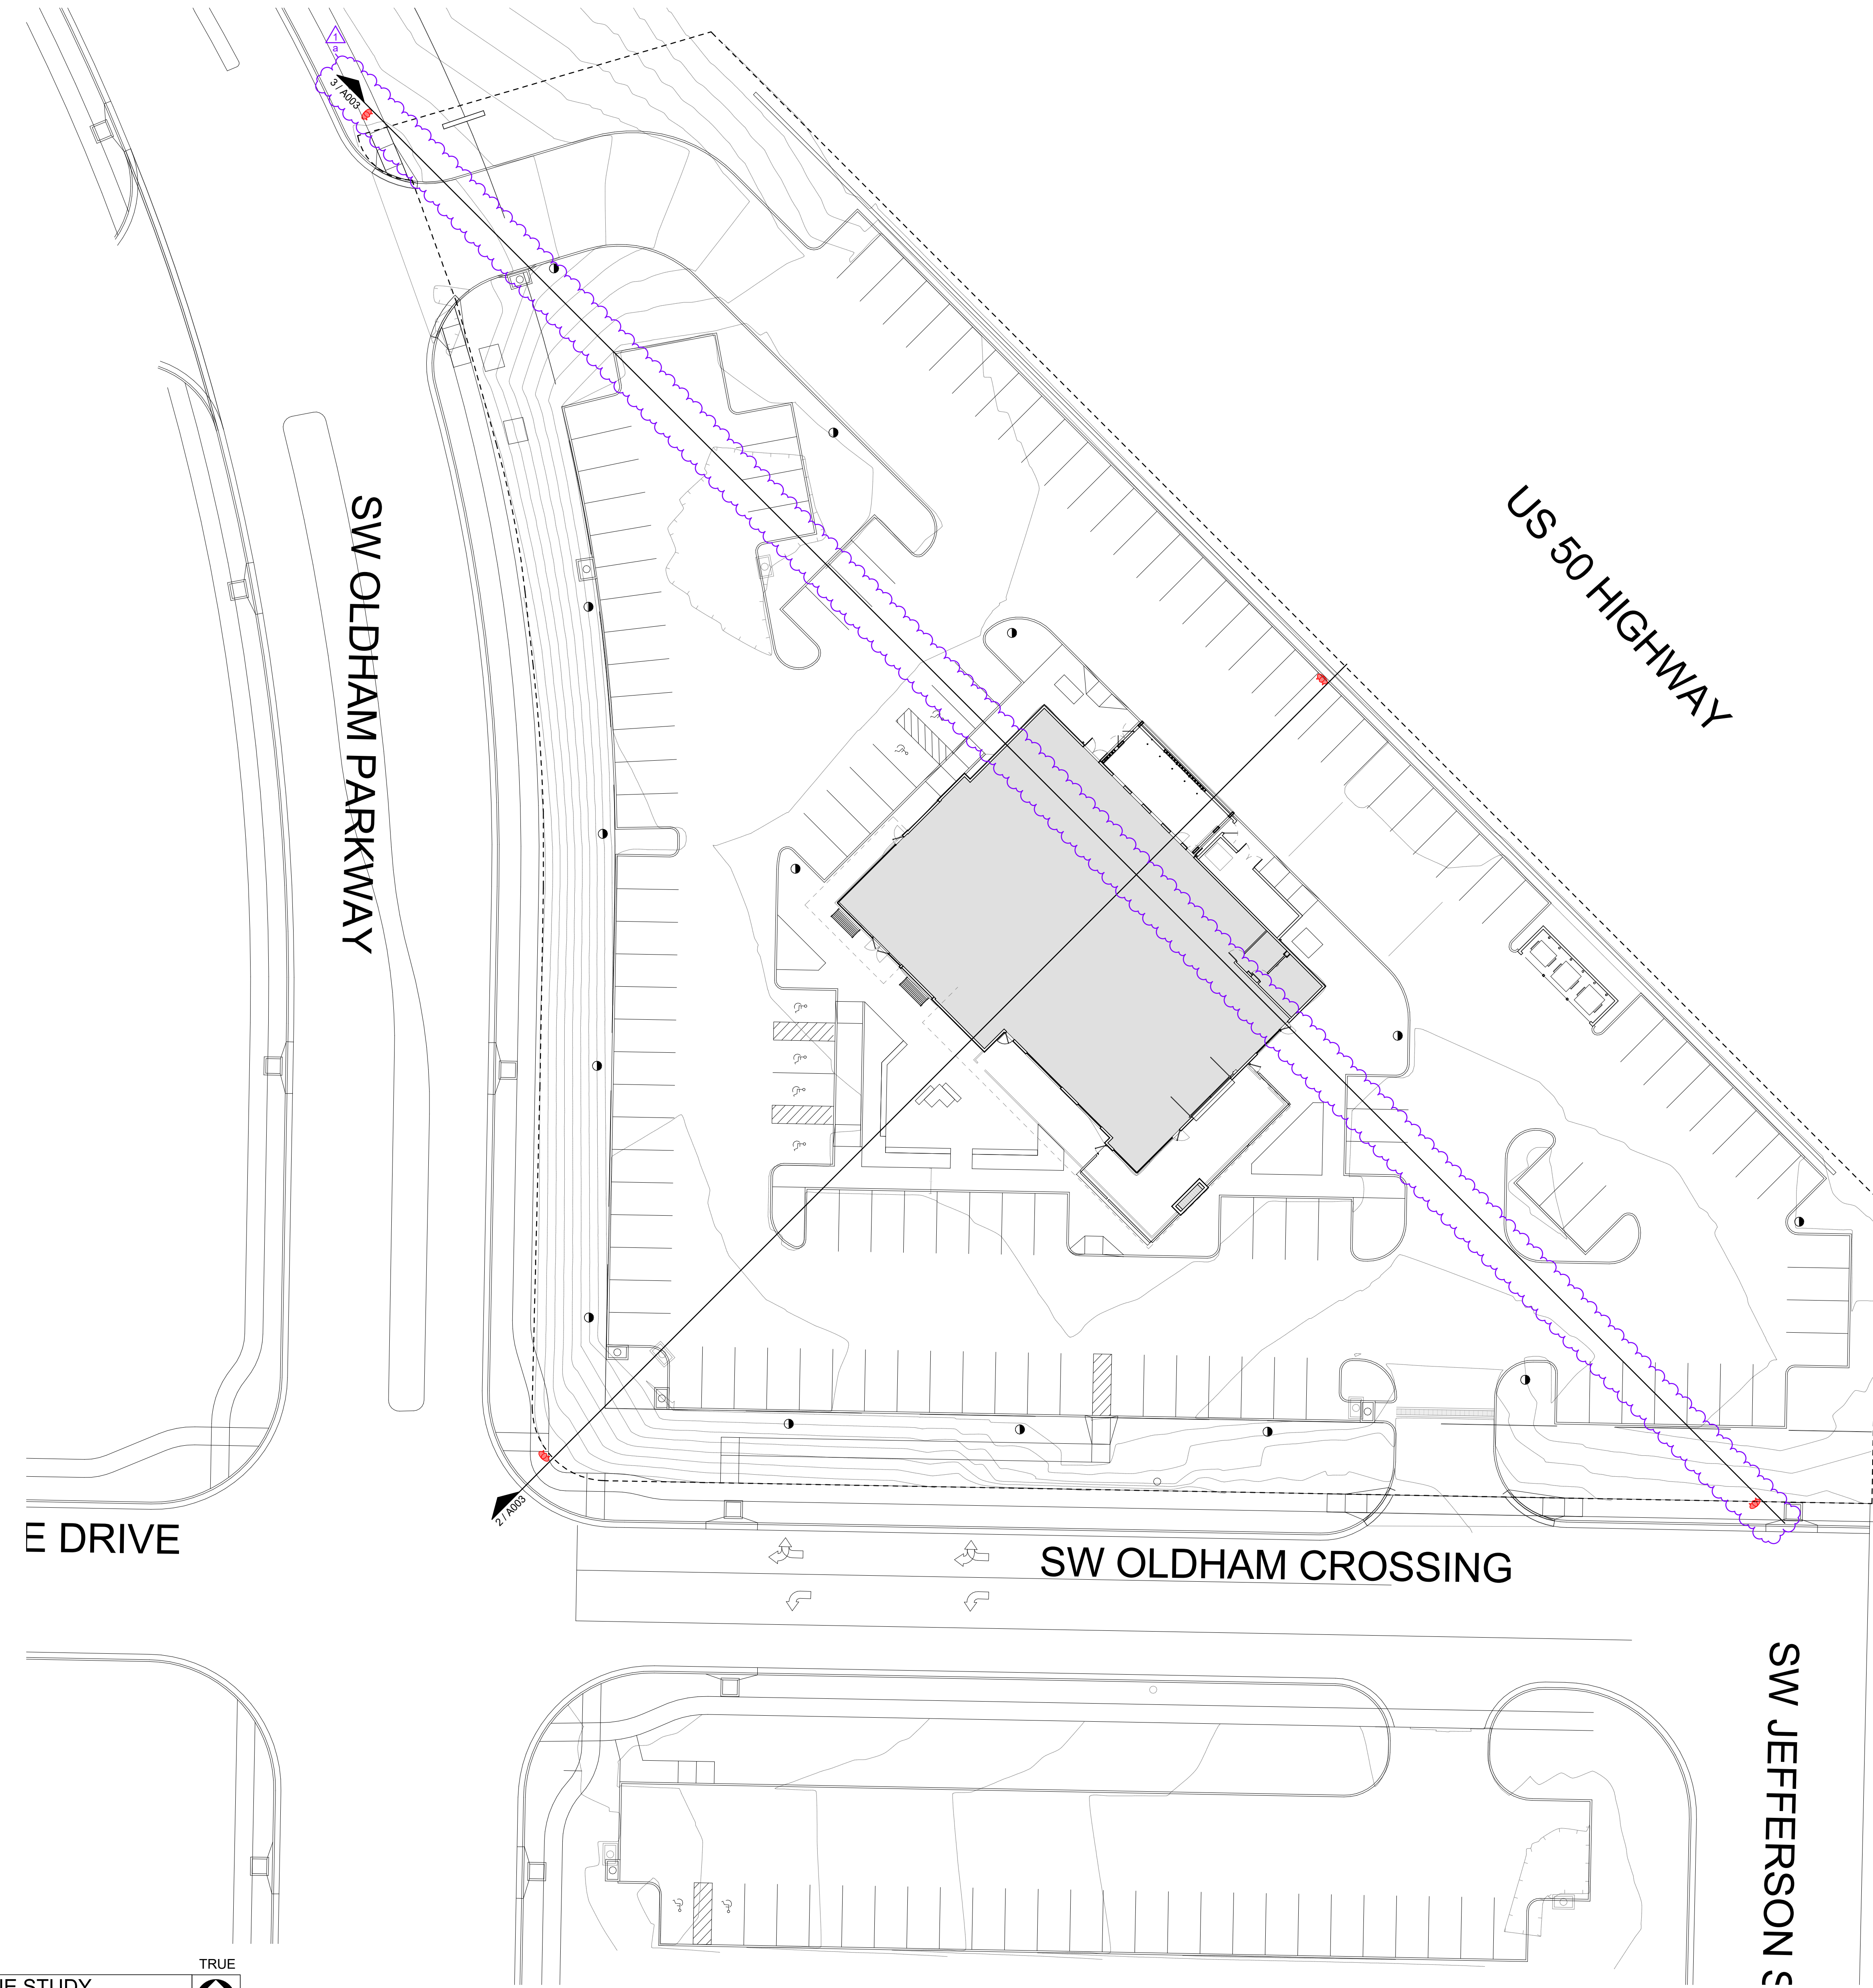 1
a
3 / A003
SW OLDHAM PARKWAY
US 50 HIGHWAY
2 / A003
E DRIVE
SW OLDHAM CROSSING
SW JEFFERSON S
TRUE
NE STUDY